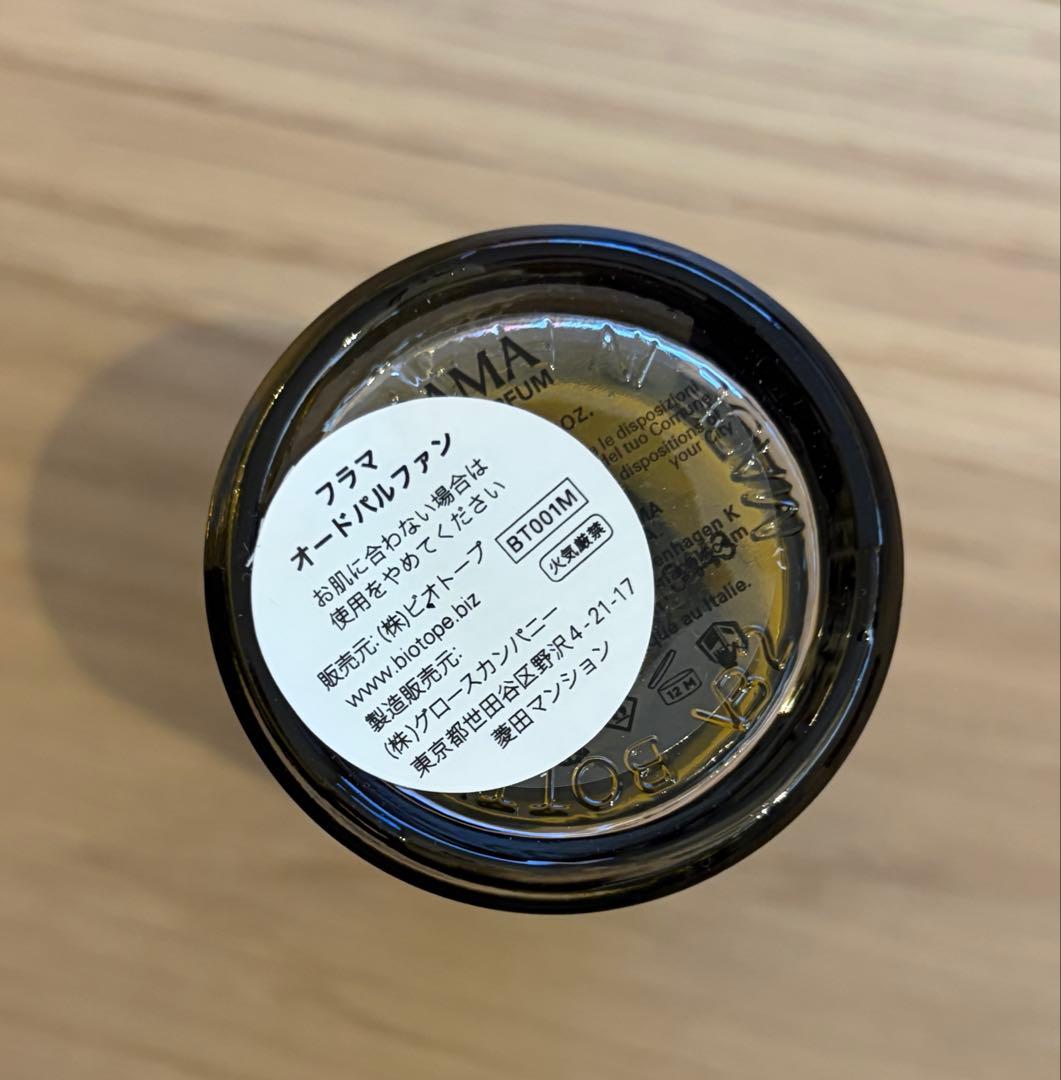 フラマ
オードパルファン
お肌に合わない場合は
使用をやめてください
BT001M
火気厳禁
販売元:(株)ビオトープ
www.biotope.biz
製造販売元:
(株)グロースカンパニー
東京都世田谷区野沢4-21-17
菱田マンション
AMA
FUM
OZ.
le disposizioni
del tuo Comune
dispositions of
your City
MA
enhagen K
au Italie.
12 M